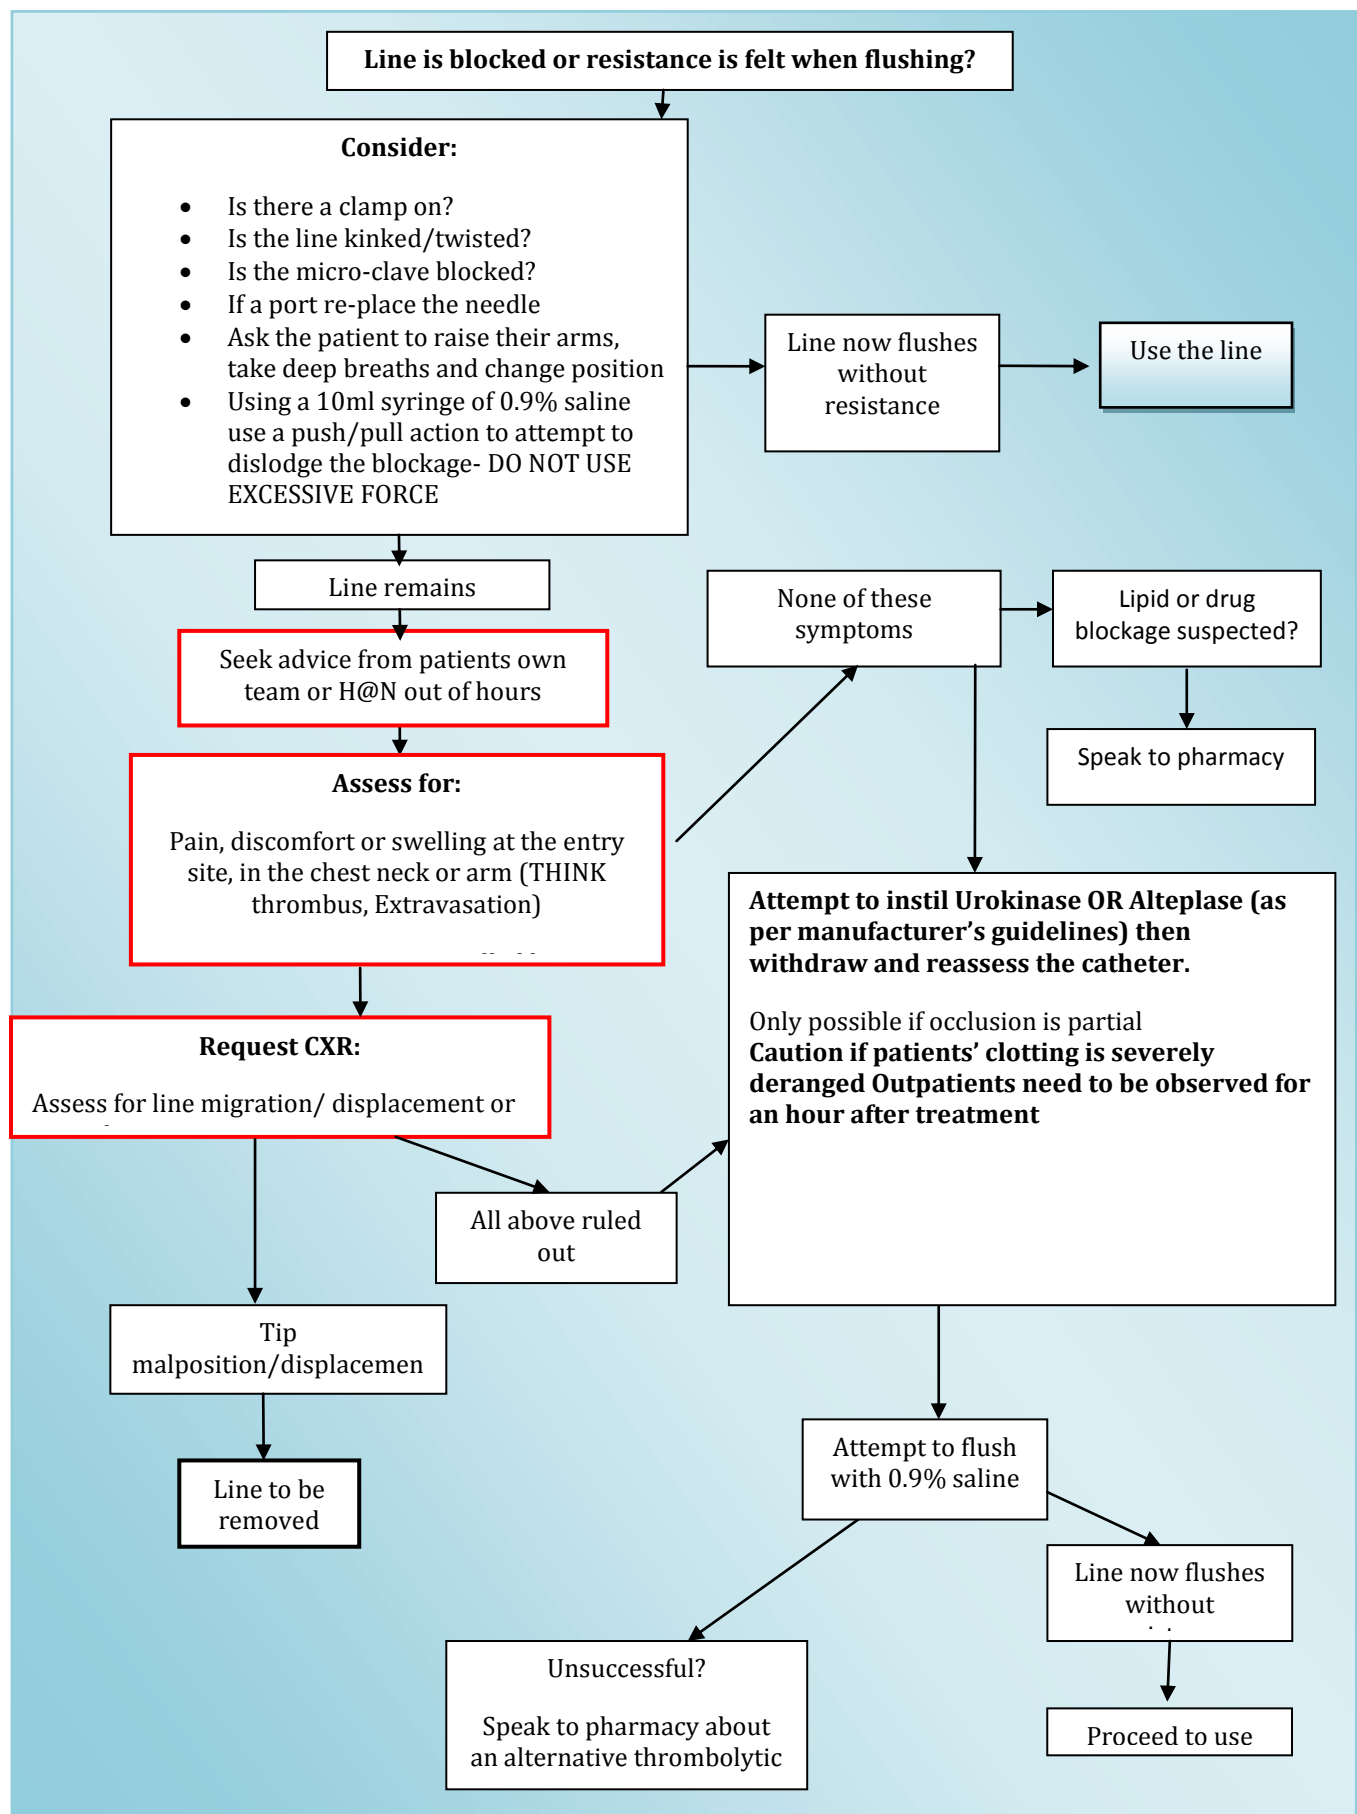 Line is blocked or resistance is felt when flushing?
Consider:
• Is there a clamp on?
• Is the line kinked/twisted?
• Is the micro-clave blocked?
• If a port re-place the needle
• Ask the patient to raise their arms,
take deep breaths and change position
• Using a 10ml syringe of 0.9% saline
use a push/pull action to attempt to
dislodge the blockage- DO NOT USE
EXCESSIVE FORCE
Line now flushes
without
resistance
Use the line
Line remains
Seek advice from patients own
team or H@N out of hours
Assess for:
Pain, discomfort or swelling at the entry
site, in the chest neck or arm (THINK
thrombus, Extravasation)
None of these
symptoms
Lipid or drug
blockage suspected?
Speak to pharmacy
Request CXR:
Assess for line migration/ displacement or
Attempt to instil Urokinase OR Alteplase (as
per manufacturer’s guidelines) then
withdraw and reassess the catheter.
Only possible if occlusion is partial
Caution if patients’ clotting is severely
deranged Outpatients need to be observed for
an hour after treatment
All above ruled
out
Tip
malposition/displacemen
Line to be
removed
Attempt to flush
with 0.9% saline
Line now flushes
without
Proceed to use
Unsuccessful?
Speak to pharmacy about
an alternative thrombolytic